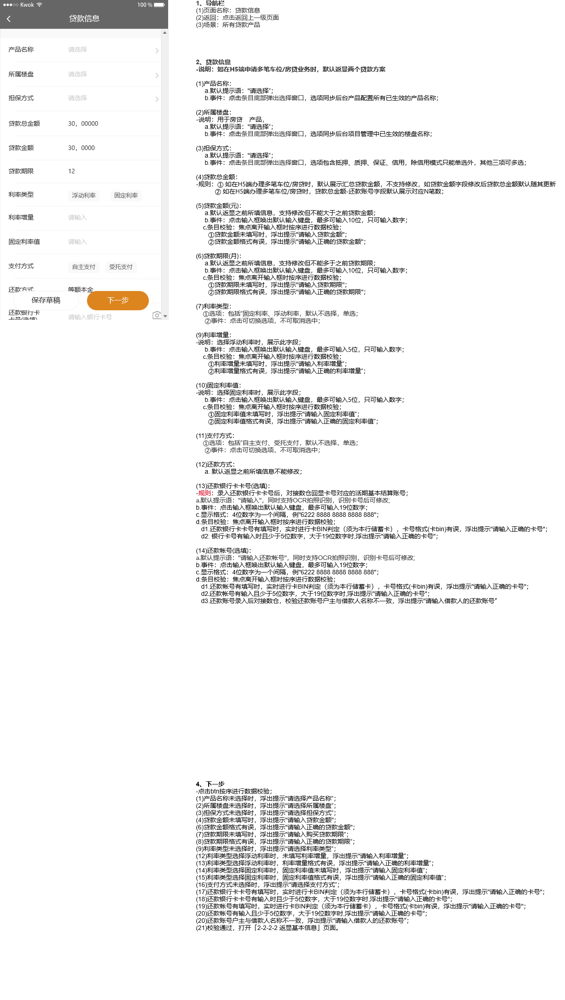 ●●●○○ Kwok 100 %
贷款信息
产品名称 请选择
所属楼盘 请选择
担保方式 请选择
贷款总金额 30，00000
贷款金额 30，0000
贷款期限 12
利率类型 浮动利率 固定利率
利率增量 请输入
固定利率值 请输入
支付方式 自主支付 受托支付
还款方式 等额本金
保存草稿 下一步
还款银行卡
卡号(选填) 请输入银行卡号
1、导航栏
(1)页面名称：贷款信息
(2)返回：点击返回上一级页面
(3)场景：所有贷款产品
2、贷款信息
-说明：如在H5端申请多笔车位/房贷业务时，默认返显两个贷款方案
(1)产品名称：
a.默认提示语："请选择"；
b.事件：点击条目底部弹出选择窗口，选项同步后台产品配置所有已生效的产品名称；
(2)所属楼盘：
-说明：用于房贷 产品，
a.默认提示语："请选择"；
b.事件：点击条目底部弹出选择窗口，选项同步后台项目管理中已生效的楼盘名称；
(3)担保方式：
a.默认提示语："请选择"；
b.事件：点击条目底部弹出选择窗口，选项包含抵押、质押、保证、信用，除信用模式只能单选外，其他三项可多选；
(4)贷款总金额：
-规则：① 如在H5端办理多笔车位/房贷时，默认展示汇总贷款金额，不支持修改，如贷款金额字段修改后贷款总金额默认随其更新
② 如在H5端办理多笔车位/房贷时，贷款总金额-还款账号字段默认展示对应N笔数；
(5)贷款金额(元)：
a.默认返显之前所填信息，支持修改但不能大于之前贷款金额；
b.事件：点击输入框唤出默认输入键盘，最多可输入10位，只可输入数字；
c.条目校验：焦点离开输入框时按序进行数据校验；
①贷款金额未填写时，浮出提示"请输入贷款金额"；
②贷款金额格式有误，浮出提示"请输入正确的贷款金额"；
(6)贷款期限(月)：
a.默认返显之前所填信息，支持修改但不能多于之前贷款期限；
b.事件：点击输入框唤出默认输入键盘，最多可输入10位，只可输入数字；
c.条目校验：焦点离开输入框时按序进行数据校验；
①贷款期限未填写时，浮出提示"请输入贷款期限"；
②贷款期限格式有误，浮出提示"请输入正确的贷款期限"；
(7)利率类型：
①选项：包括"固定利率、浮动利率，默认不选择，单选；
②事件：点击可切换选项，不可取消选中；
(9)利率增量：
-说明：选择浮动利率时，展示此字段；
b.事件：点击输入框唤出默认输入键盘，最多可输入5位，只可输入数字；
c.条目校验：焦点离开输入框时按序进行数据校验；
①利率增量未填写时，浮出提示"请输入利率增量"；
②利率增量格式有误，浮出提示"请输入正确的利率增量"；
(10)固定利率值：
-说明：选择固定利率时，展示此字段；
b.事件：点击输入框唤出默认输入键盘，最多可输入5位，只可输入数字；
c.条目校验：焦点离开输入框时按序进行数据校验；
①固定利率值未填写时，浮出提示"请输入固定利率值"；
②固定利率值格式有误，浮出提示"请输入正确的固定利率值"；
(11)支付方式：
①选项：包括"自主支付、受托支付，默认不选择，单选；
②事件：点击可切换选项，不可取消选中；
(12)还款方式：
a. 默认返显之前所填信息不能修改；
(13)还款银行卡卡号(选填)：
-规则：录入还款银行卡卡号后，对接数仓回显卡号对应的活期基本结算账号；
a.默认提示语："请输入"，同时支持OCR拍照识别，识别卡号后可修改;
b.事件：点击输入框唤出默认输入键盘，最多可输入19位数字；
c.显示格式：4位数字为一个间隔，例"6222 8888 8888 8888 888"；
d.条目校验：焦点离开输入框时按序进行数据校验；
d1.还款银行卡卡号有填写时，实时进行卡BIN判定（须为本行储蓄卡），卡号格式(卡bin)有误，浮出提示"请输入正确的卡号"；
d2: 银行卡号有输入时且少于5位数字，大于19位数字时,浮出提示"请输入正确的卡号"；
(14)还款帐号(选填)：
a.默认提示语："请输入还款帐号"，同时支持OCR拍照识别，识别卡号后可修改;
b.事件：点击输入框唤出默认输入键盘，最多可输入19位数字；
c.显示格式：4位数字为一个间隔，例"6222 8888 8888 8888 888"；
d.条目校验：焦点离开输入框时按序进行数据校验；
d1.还款帐号有填写时，实时进行卡BIN判定（须为本行储蓄卡），卡号格式(卡bin)有误，浮出提示"请输入正确的卡号"；
d2.还款帐号有输入且少于5位数字，大于19位数字时,浮出提示"请输入正确的卡号"；
d3.还款账号录入后对接数仓，校验还款账号户主与借款人名称不一致，浮出提示"请输入借款人的还款账号"
4、下一步
-点击btn按序进行数据校验；
(1)产品名称未选择时，浮出提示"请选择产品名称"；
(2)所属楼盘未选择时，浮出提示"请选择所属楼盘"；
(3)担保方式未选择时，浮出提示"请选择担保方式"；
(4)贷款金额未填写时，浮出提示"请输入贷款金额"；
(6)贷款金额格式有误，浮出提示"请输入正确的贷款金额"；
(7)贷款期限未填写时，浮出提示"请输入购买贷款期限"；
(8)贷款期限格式有误，浮出提示"请输入正确的贷款期限"；
(9)利率类型未选择时，浮出提示"请选择利率类型"；
(12)利率类型选择浮动利率时，未填写利率增量，浮出提示"请输入利率增量"；
(13)利率类型选择浮动利率时，利率增量格式有误，浮出提示"请输入正确的利率增量"；
(14)利率类型选择固定利率时，固定利率值未填写时，浮出提示"请输入固定利率值"；
(15)利率类型选择固定利率时，固定利率值格式有误，浮出提示"请输入正确的固定利率值"；
(16)支付方式未选择时，浮出提示"请选择支付方式"；
(17)还款银行卡卡号有填写时，实时进行卡BIN判定（须为本行储蓄卡），卡号格式(卡bin)有误，浮出提示"请输入正确的卡号"；
(18)还款银行卡卡号有输入时且少于5位数字，大于19位数字时,浮出提示"请输入正确的卡号"；
(19)还款帐号有填写时，实时进行卡BIN判定（须为本行储蓄卡），卡号格式(卡bin)有误，浮出提示"请输入正确的卡号"；
(20)还款帐号有输入且少于5位数字，大于19位数字时,浮出提示"请输入正确的卡号"；
(20)还款账号户主与借款人名称不一致，浮出提示"请输入借款人的还款账号"；
(21)校验通过，打开「2-2-2-2 返显基本信息」页面。